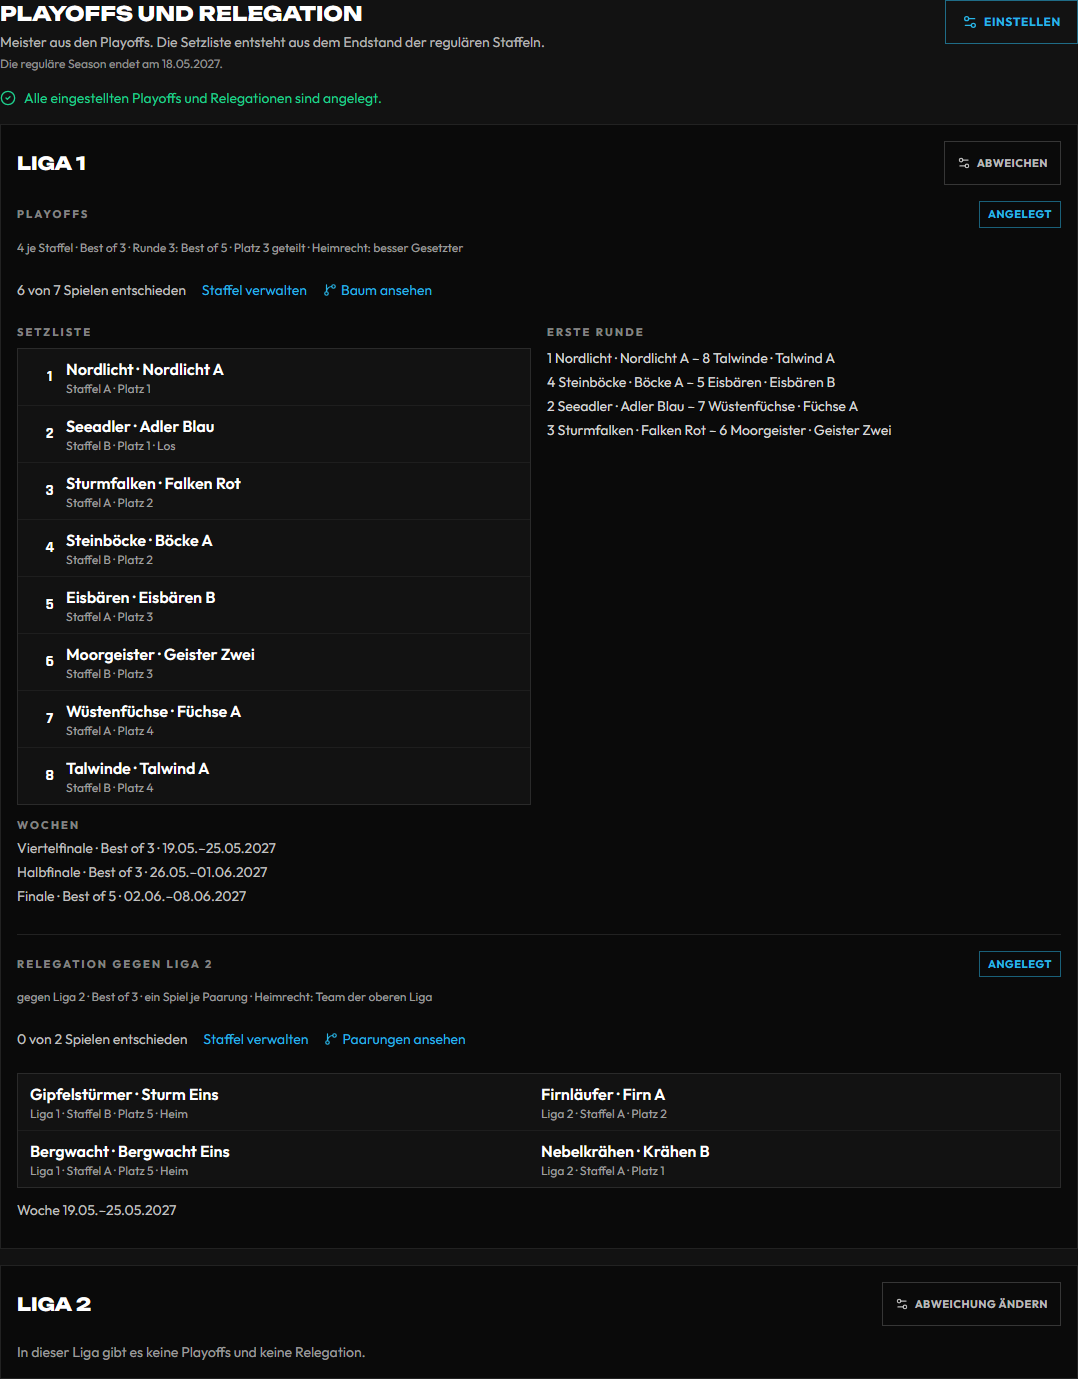 PLAYOFFS UND RELEGATION
EINSTELLEN
Meister aus den Playoffs. Die Setzliste entsteht aus dem Endstand der regulären Staffeln.
Die reguläre Season endet am 18.05.2027.
Alle eingestellten Playoffs und Relegationen sind angelegt.
LIGA 1
ABWEICHEN
PLAYOFFS
ANGELEGT
4 je Staffel · Best of 3 · Runde 3: Best of 5 · Platz 3 geteilt · Heimrecht: besser Gesetzter
6 von 7 Spielen entschieden Staffel verwalten Baum ansehen
SETZLISTE
1 Nordlicht · Nordlicht A
Staffel A · Platz 1
2 Seeadler · Adler Blau
Staffel B · Platz 1 · Los
3 Sturmfalken · Falken Rot
Staffel A · Platz 2
4 Steinböcke · Böcke A
Staffel B · Platz 2
5 Eisbären · Eisbären B
Staffel A · Platz 3
6 Moorgeister · Geister Zwei
Staffel B · Platz 3
7 Wüstenfüchse · Füchse A
Staffel A · Platz 4
8 Talwinde · Talwind A
Staffel B · Platz 4
ERSTE RUNDE
1 Nordlicht · Nordlicht A – 8 Talwinde · Talwind A
4 Steinböcke · Böcke A – 5 Eisbären · Eisbären B
2 Seeadler · Adler Blau – 7 Wüstenfüchse · Füchse A
3 Sturmfalken · Falken Rot – 6 Moorgeister · Geister Zwei
WOCHEN
Viertelfinale · Best of 3 · 19.05.–25.05.2027
Halbfinale · Best of 3 · 26.05.–01.06.2027
Finale · Best of 5 · 02.06.–08.06.2027
RELEGATION GEGEN LIGA 2
ANGELEGT
gegen Liga 2 · Best of 3 · ein Spiel je Paarung · Heimrecht: Team der oberen Liga
0 von 2 Spielen entschieden Staffel verwalten Paarungen ansehen
Gipfelstürmer · Sturm Eins
Liga 1 · Staffel B · Platz 5 · Heim
Firnläufer · Firn A
Liga 2 · Staffel A · Platz 2
Bergwacht · Bergwacht Eins
Liga 1 · Staffel A · Platz 5 · Heim
Nebelkrähen · Krähen B
Liga 2 · Staffel A · Platz 1
Woche 19.05.–25.05.2027
LIGA 2
ABWEICHUNG ÄNDERN
In dieser Liga gibt es keine Playoffs und keine Relegation.